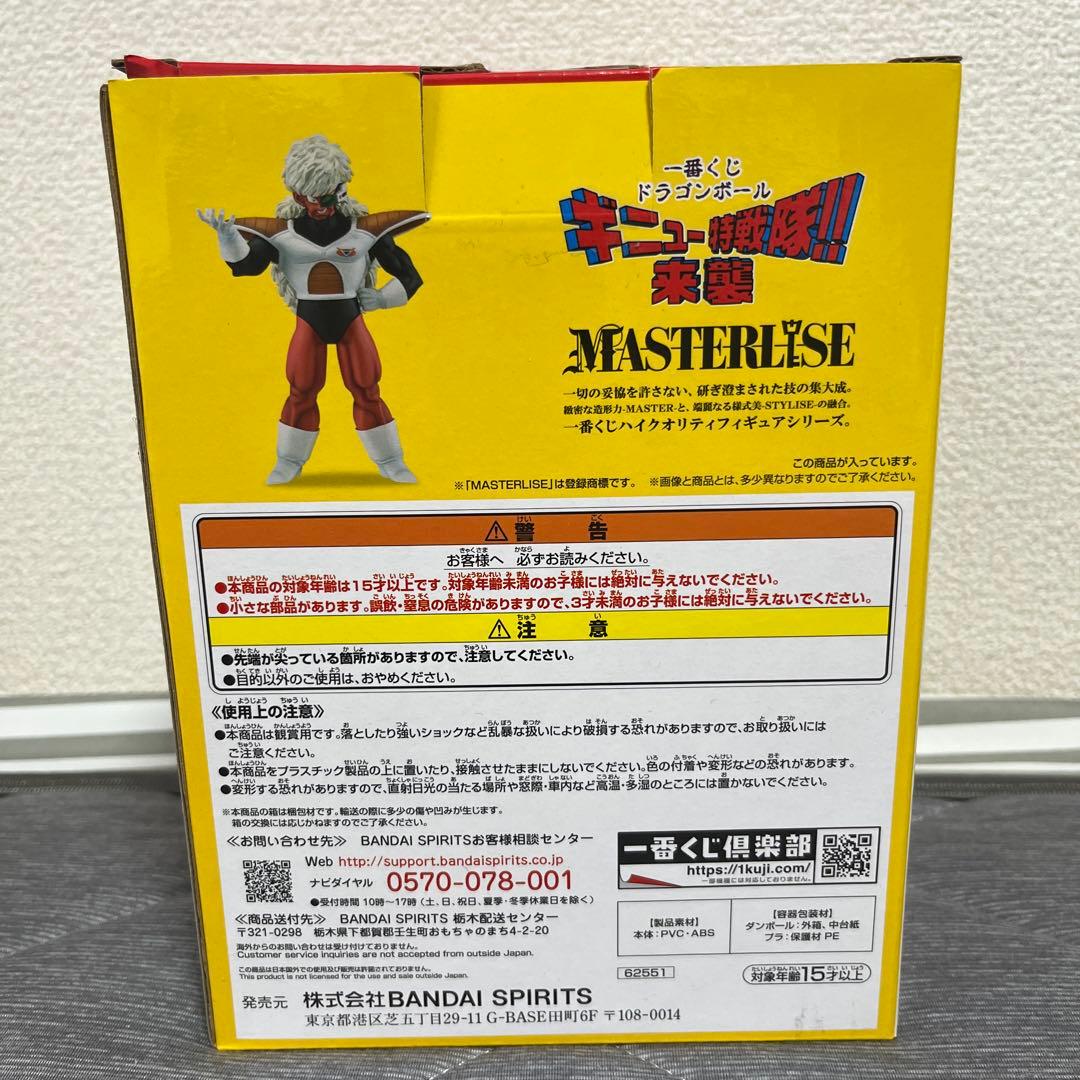 一番くじ
ドラゴンボール
ギニュー特戦隊!!
来襲
MASTERLISE
一切の妥協を許さない、研ぎ澄まされた技の集大成。
緻密な造形力-MASTER-と、端麗なる様式美-STYLISE-の融合。
一番くじハイクオリティフィギュアシリーズ。
この商品が入っています。
※「MASTERLISE」は登録商標です。 ※画像と商品とは、多少異なりますのでご了承ください。
⚠警告
お客様へ 必ずお読みください。
●本商品の対象年齢は15才以上です。対象年齢未満のお子様には絶対に与えないでください。
●小さな部品があります。誤飲・窒息の危険がありますので、3才未満のお子様には絶対に与えないでください。
⚠注意
●先端が尖っている箇所がありますので、注意してください。
●目的以外のご使用は、おやめください。
《使用上の注意》
●本商品は観賞用です。落としたり強いショックなど乱暴な扱いにより破損する恐れがありますので、お取り扱いには
ご注意ください。
●本商品をプラスチック製品の上に置いたり、接触させたままにしないでください。色の付着や変形などの恐れがあります。
●変形する恐れがありますので、直射日光の当たる場所や窓際・車内など高温・多湿のところには置かないでください。
※本商品の箱は梱包材です。輸送の際に多少の傷や凹みが生じます。
箱の交換には応じかねますのでご了承ください。
≪お問い合わせ先≫ BANDAI SPIRITSお客様相談センター
Web http://support.bandaispirits.co.jp
ナビダイヤル 0570-078-001
●受付時間 10時~17時(土、日、祝日、夏季・冬季休業日を除く)
≪商品送付先≫ BANDAI SPIRITS 栃木配送センター
〒321-0298 栃木県下都賀郡壬生町おもちゃのまち4-2-20
海外からのお問い合わせは受け付けておりません。
Customer service inquiries are not accepted from outside Japan.
この商品は日本国外での使用及び販売は許諾されておりません。
This product is not licensed for the use and sale outside Japan.
発売元 株式会社BANDAI SPIRITS
東京都港区芝五丁目29-11 G-BASE田町6F 〒108-0014
一番くじ倶楽部
https://1kuji.com/
一部機種には対応しておりません。
【製品素材】
本体:PVC・ABS
【容器包装材】
ダンボール:外箱、中台紙
プラ:保護材 PE
62551
対象年齢15才以上